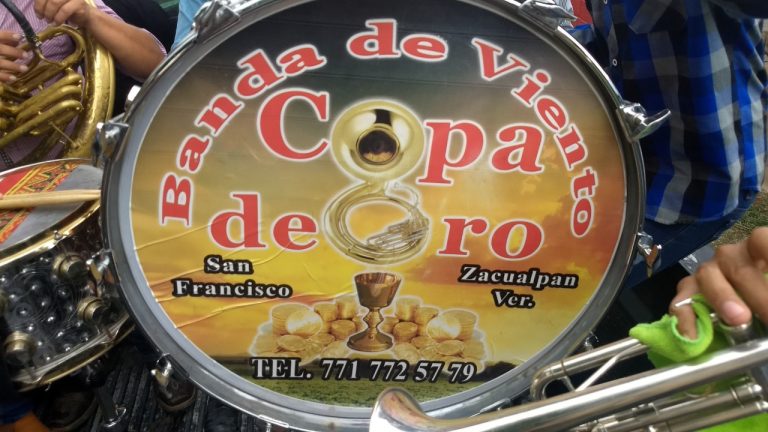 Banda de Viento
Copa
de Oro
San
Francisco
Zacualpan
Ver.
TEL. 771 772 57 79